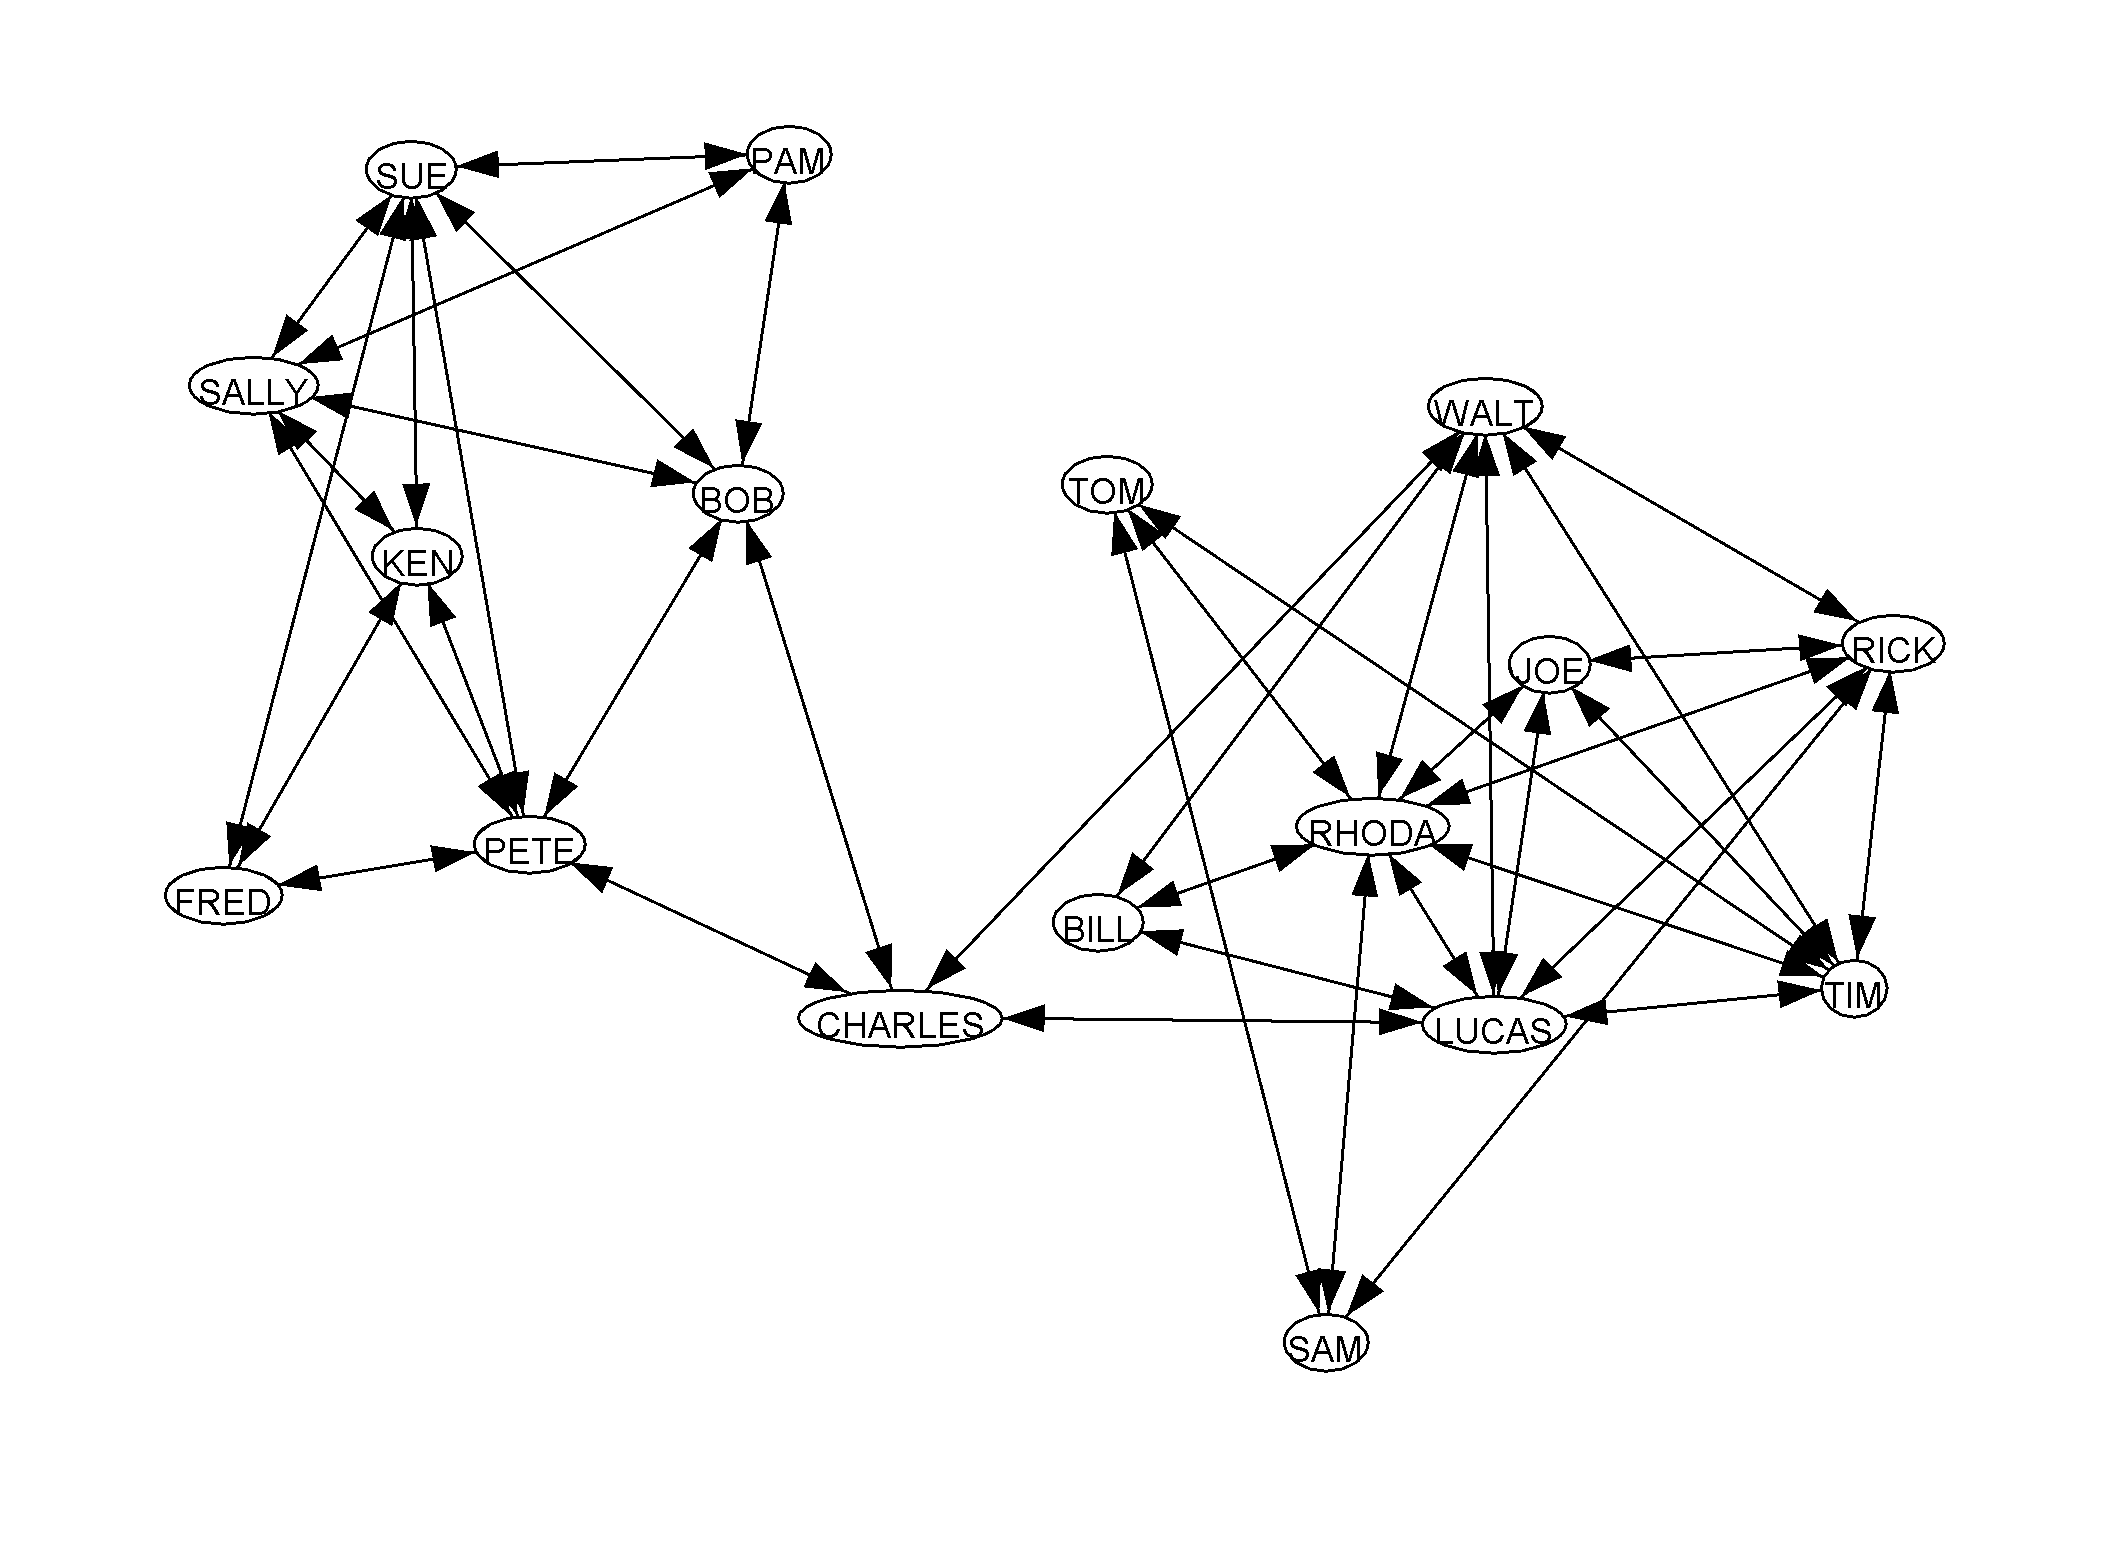 PAM
SUE
SALLY
WALT
TOM
BOB
KEN
RICK
JOE
RHODA
PETE
FRED
BILL
TIM
CHARLES
LUCAS
SAM